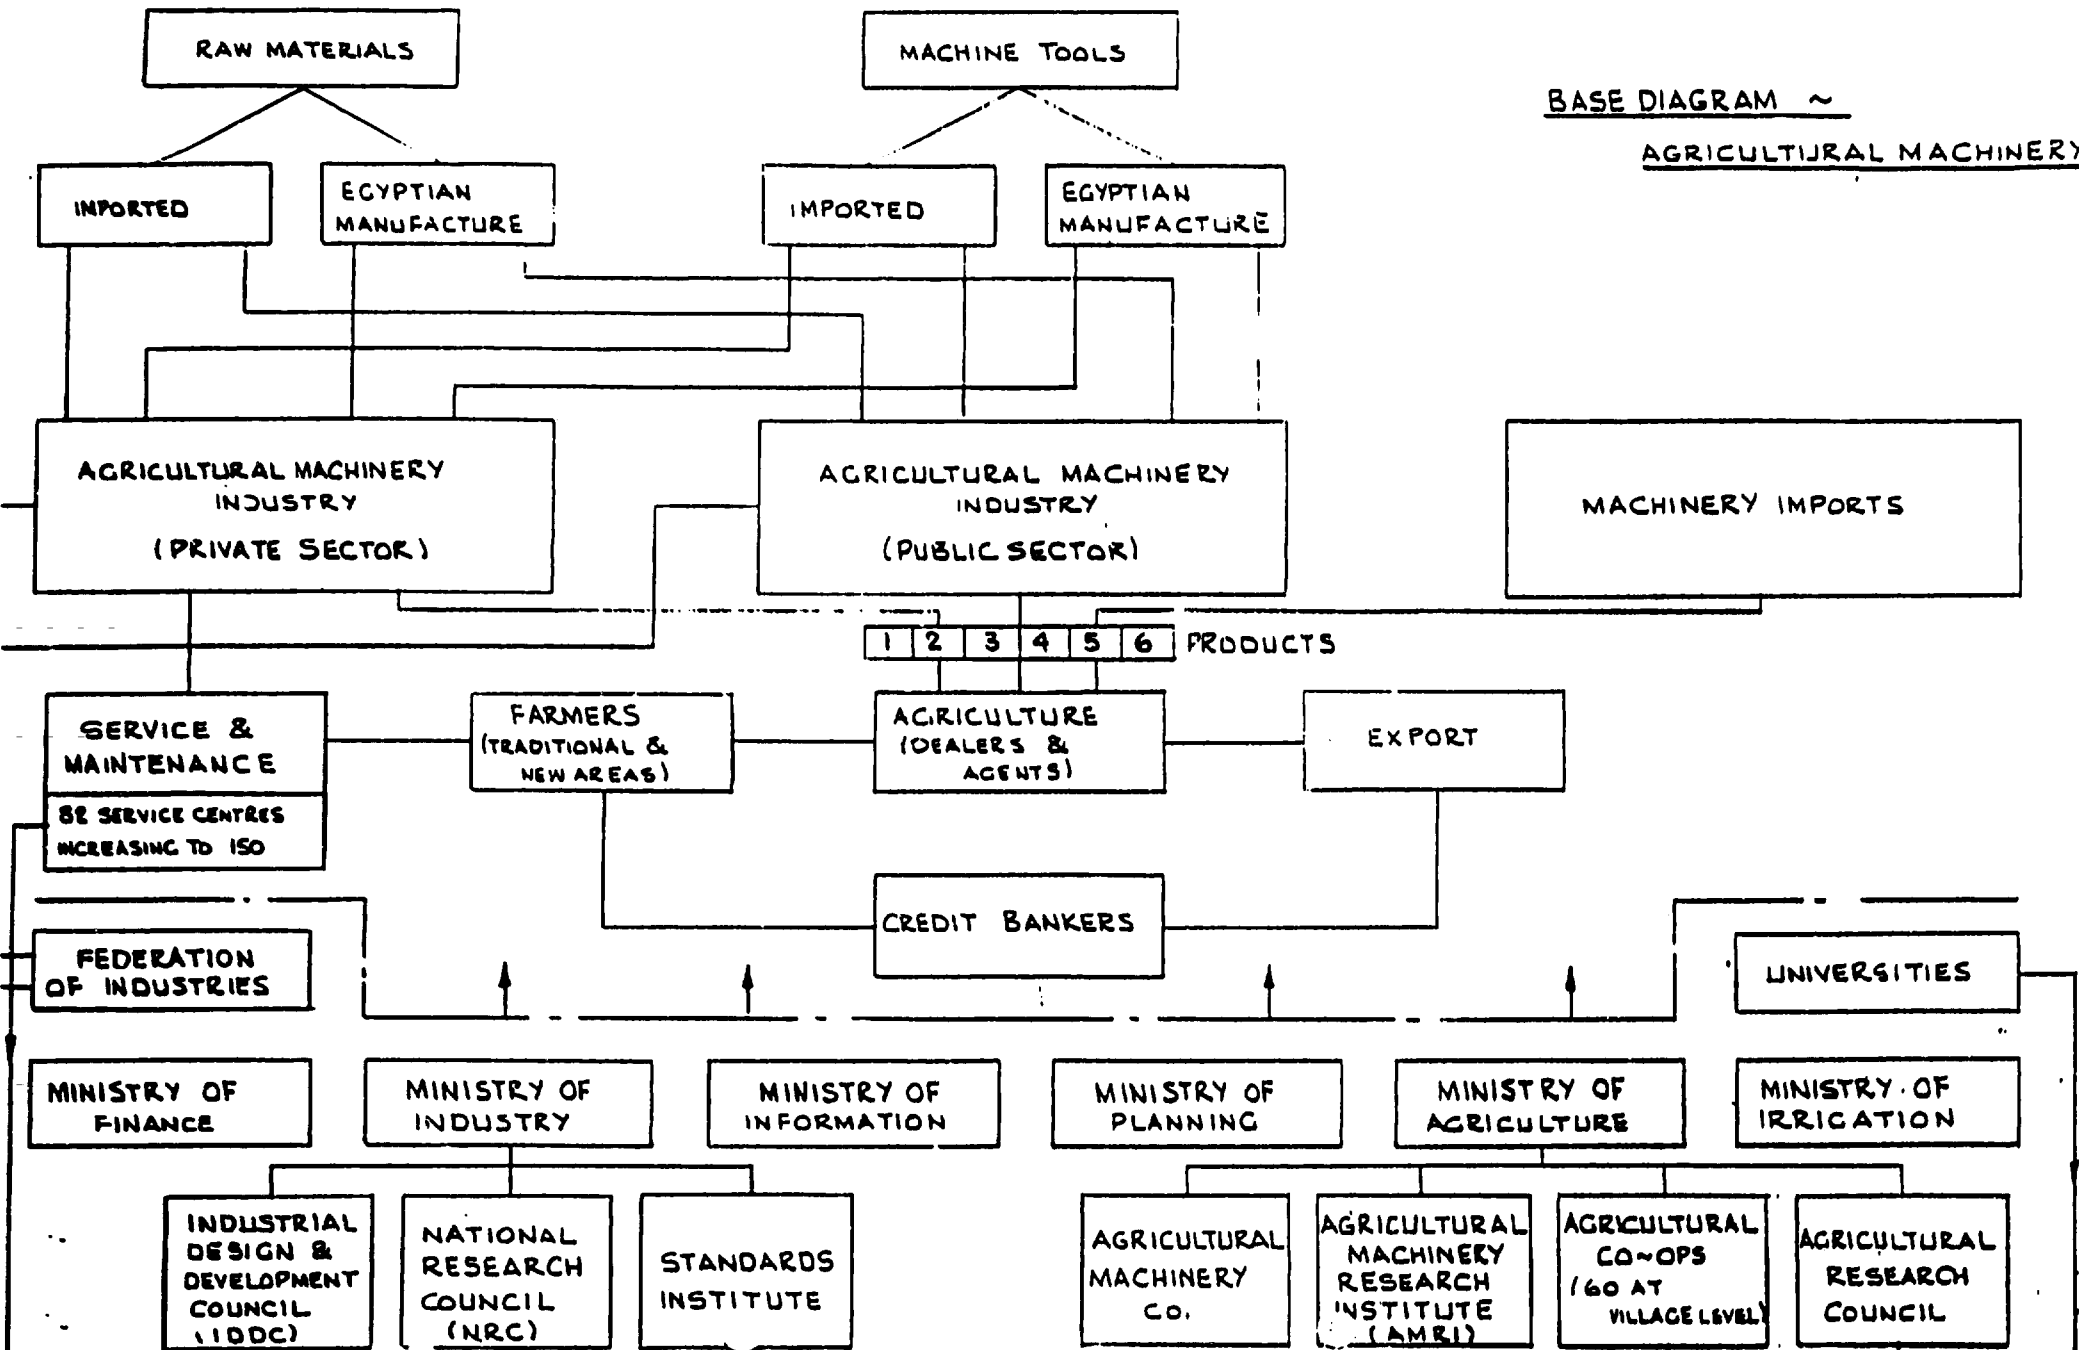 RAW MATERIALS
MACHINE TOOLS
BASE DIAGRAM ~
AGRICULTURAL MACHINERY
IMPORTED
EGYPTIAN
MANUFACTURE
IMPORTED
EGYPTIAN
MANUFACTURE
AGRICULTURAL MACHINERY
INDUSTRY
(PRIVATE SECTOR)
AGRICULTURAL MACHINERY
INDUSTRY
(PUBLIC SECTOR)
MACHINERY IMPORTS
1 2 3 4 5 6 PRODUCTS
SERVICE &
MAINTENANCE
82 SERVICE CENTRES
INCREASING TO 150
FARMERS
(TRADITIONAL &
NEW AREAS)
AGRICULTURE
(DEALERS &
AGENTS)
EXPORT
CREDIT BANKERS
FEDERATION
OF INDUSTRIES
UNIVERSITIES
MINISTRY OF
FINANCE
MINISTRY OF
INDUSTRY
MINISTRY OF
INFORMATION
MINISTRY OF
PLANNING
MINISTRY OF
AGRICULTURE
MINISTRY OF
IRRIGATION
INDUSTRIAL
DESIGN &
DEVELOPMENT
COUNCIL
(IDDC)
NATIONAL
RESEARCH
COUNCIL
(NRC)
STANDARDS
INSTITUTE
AGRICULTURAL
MACHINERY
CO.
AGRICULTURAL
MACHINERY
RESEARCH
INSTITUTE
(AMRI)
AGRICULTURAL
CO~OPS
(60 AT
VILLAGE LEVEL)
AGRICULTURAL
RESEARCH
COUNCIL